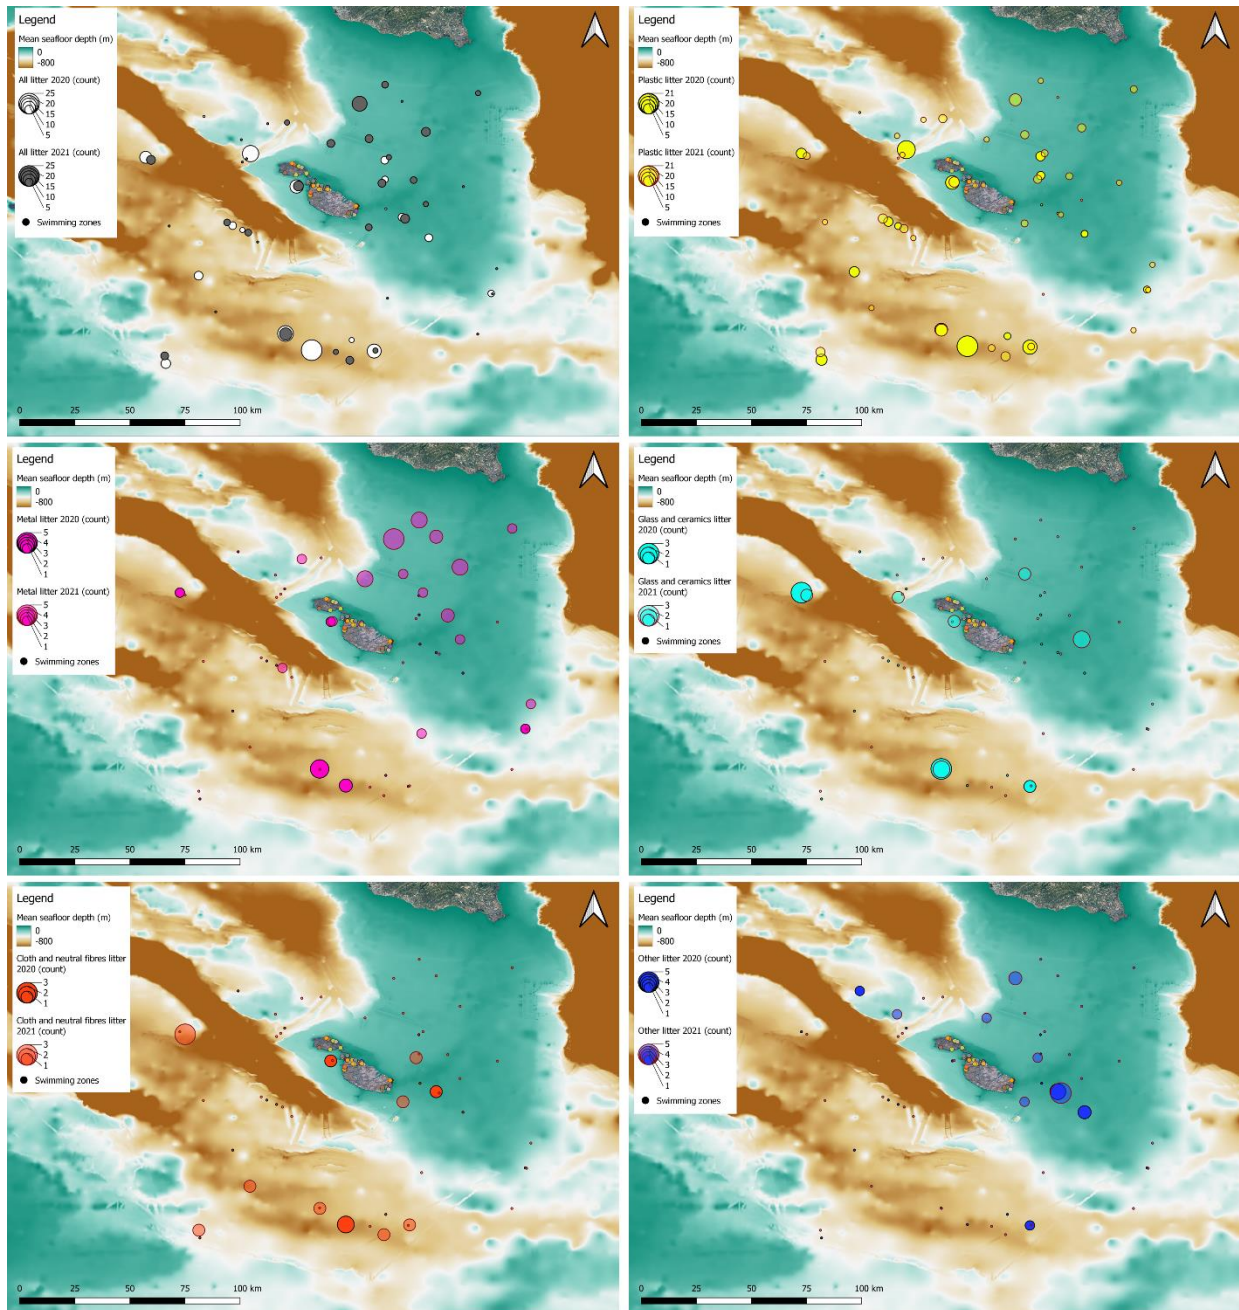 Legend
Mean seafloor depth (m)
0
-800
All litter 2020 (count)
25
20
15
10
5
All litter 2021 (count)
25
20
15
10
5
Swimming zones
0 25 50 75 100 km
Legend
Mean seafloor depth (m)
0
-800
Plastic litter 2020 (count)
21
20
15
10
5
Plastic litter 2021 (count)
21
20
15
10
5
Swimming zones
0 25 50 75 100 km
Legend
Mean seafloor depth (m)
0
-800
Metal litter 2020 (count)
5
4
3
2
1
Metal litter 2021 (count)
5
4
3
2
1
Swimming zones
0 25 50 75 100 km
Legend
Mean seafloor depth (m)
0
-800
Glass and ceramics litter
2020 (count)
3
2
1
Glass and ceramics litter
2021 (count)
3
2
1
Swimming zones
0 25 50 75 100 km
Legend
Mean seafloor depth (m)
0
-800
Cloth and neutral fibres litter
2020 (count)
3
2
1
Cloth and neutral fibres litter
2021 (count)
3
2
1
Swimming zones
0 25 50 75 100 km
Legend
Mean seafloor depth (m)
0
-800
Other litter 2020 (count)
5
4
3
2
1
Other litter 2021 (count)
5
4
3
2
1
Swimming zones
0 25 50 75 100 km